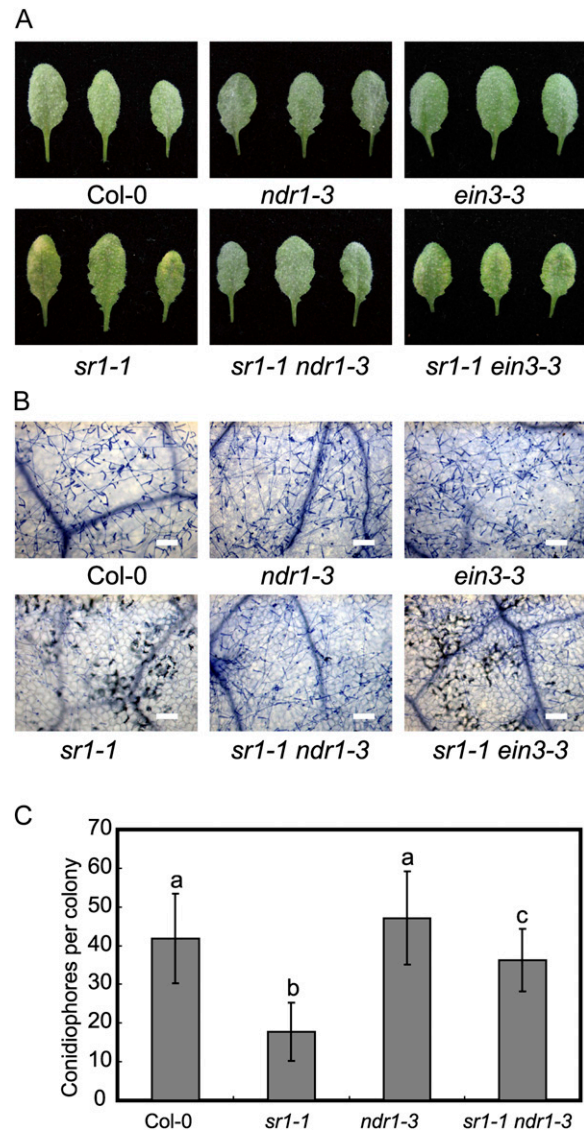 A
Col-0 ndr1-3 ein3-3
sr1-1 sr1-1 ndr1-3 sr1-1 ein3-3
B
Col-0 ndr1-3 ein3-3
sr1-1 sr1-1 ndr1-3 sr1-1 ein3-3
C
Conidiophores per colony
70
60
50
40
30
20
10
0
a
b
a
c
Col-0 sr1-1 ndr1-3 sr1-1 ndr1-3